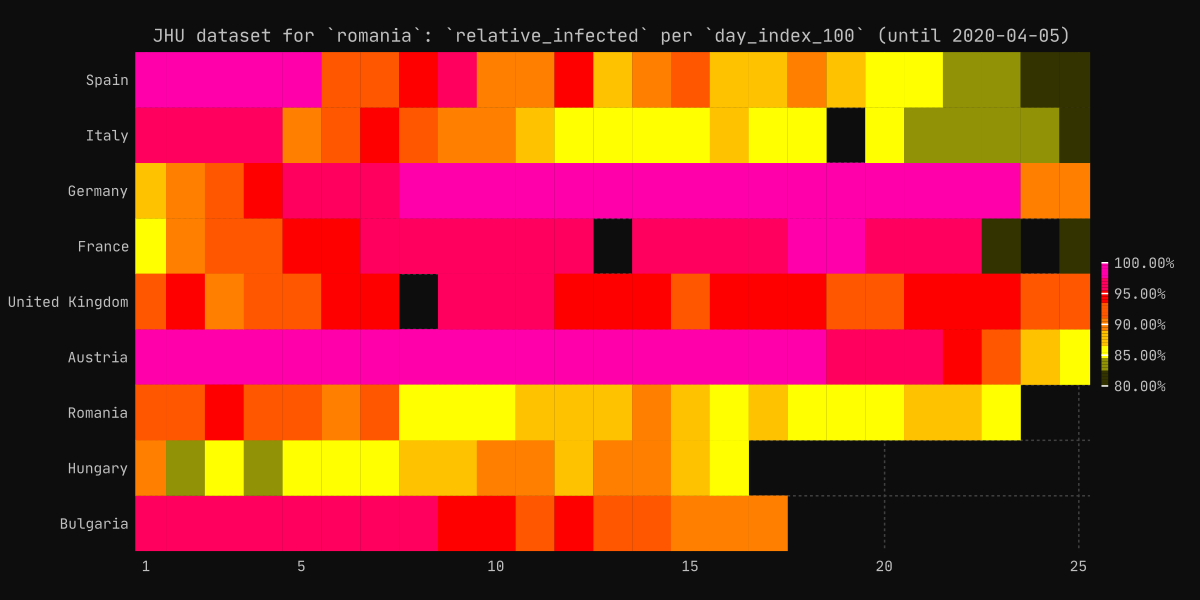 JHU dataset for `romania`: `relative_infected` per `day_index_100` (until 2020-04-05)
Spain
Italy
Germany
France
United Kingdom
Austria
Romania
Hungary
Bulgaria
100.00%
95.00%
90.00%
85.00%
80.00%
1 5 10 15 20 25